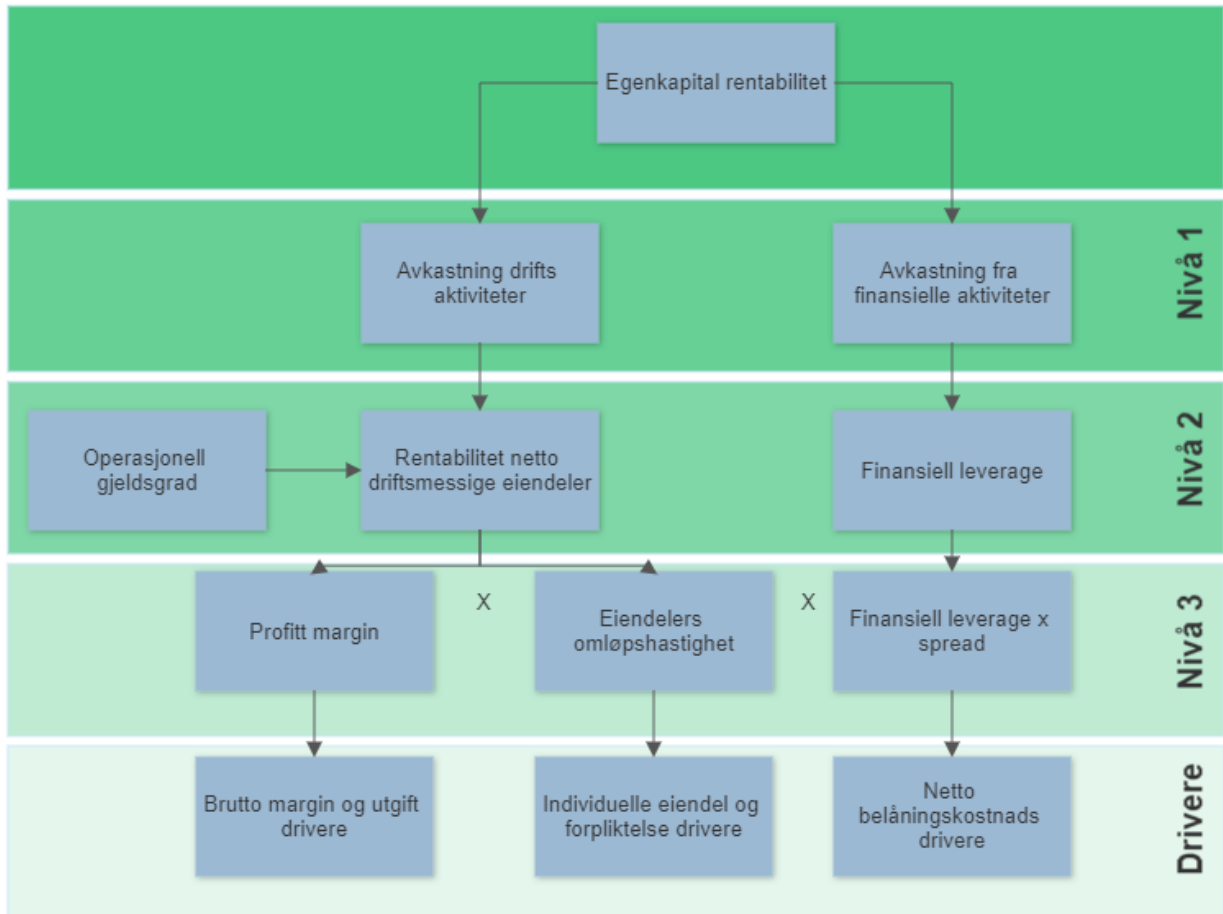 Egenkapital rentabilitet
Avkastning drifts
aktiviteter
Avkastning fra
finansielle aktiviteter
Nivå 1
Operasjonell
gjeldsgrad
Rentabilitet netto
driftsmessige eiendeler
Finansiell leverage
Nivå 2
Profitt margin
X
Eiendelers
omløpshastighet
X
Finansiell leverage x
spread
Nivå 3
Brutto margin og utgift
drivere
Individuelle eiendel og
forpliktelse drivere
Netto
belåningskostnads
drivere
Drivere